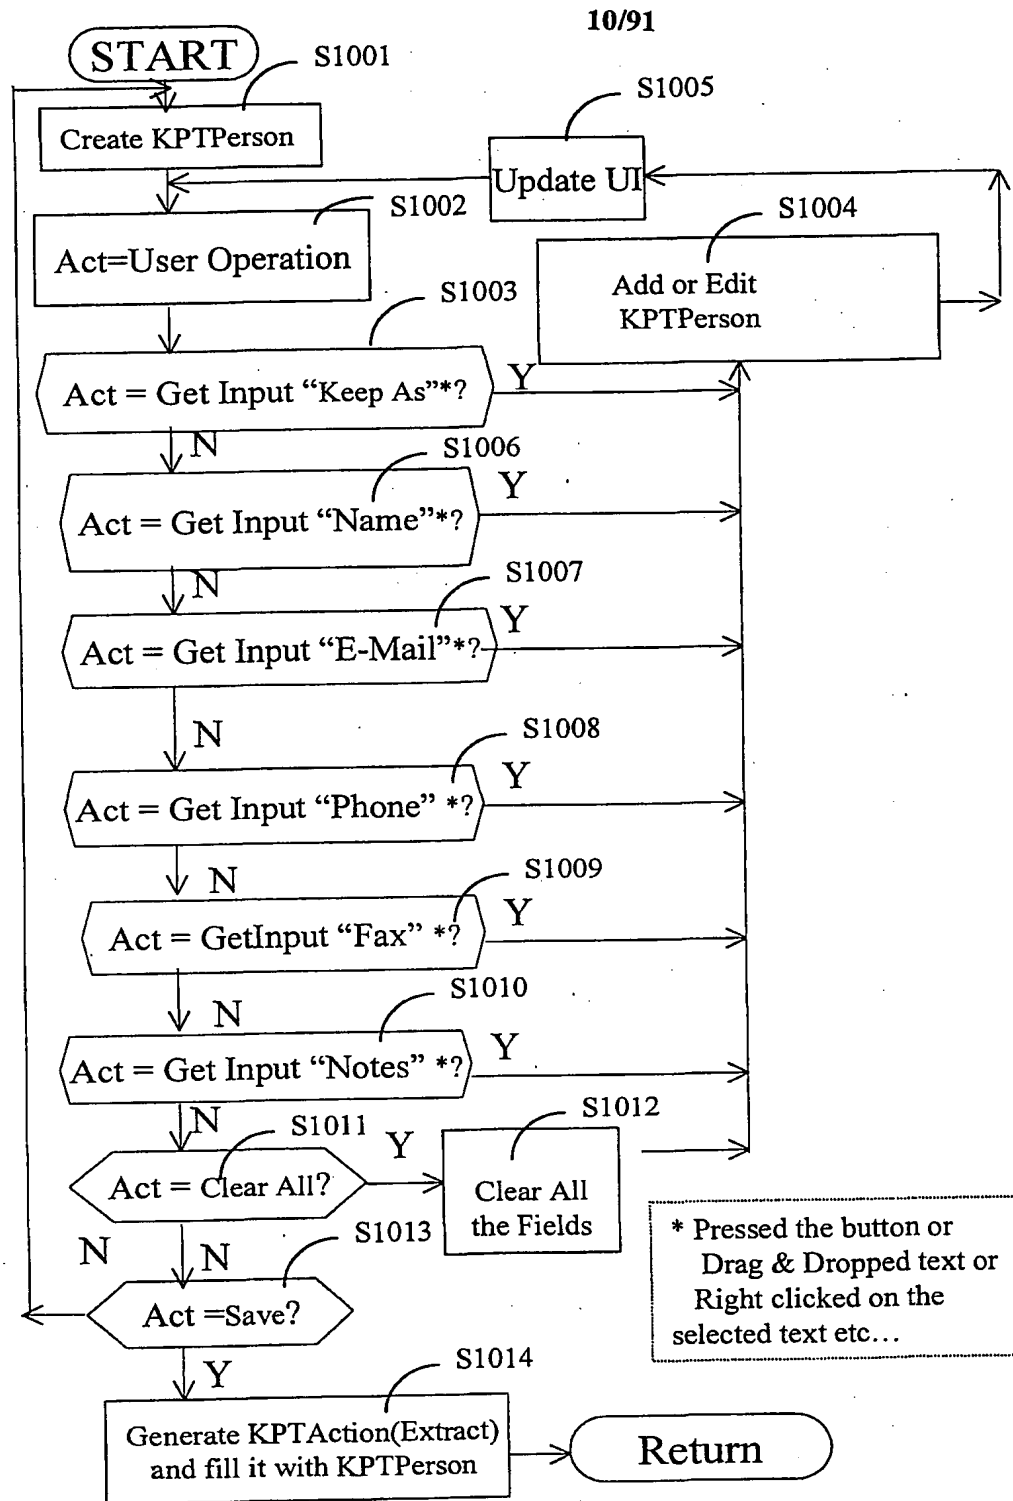 10/91
START
S1001
S1005
Create KPTPerson
Update UI
S1002
S1004
Act=User Operation
Add or Edit
KPTPerson
S1003
Act = Get Input “Keep As”*?
Y
N
S1006
Act = Get Input “Name”*?
Y
N
S1007
Act = Get Input “E-Mail”*?
Y
N
S1008
Act = Get Input “Phone” *?
Y
N
S1009
Act = GetInput “Fax” *?
Y
N
S1010
Act = Get Input “Notes” *?
Y
N
S1011
S1012
Act = Clear All?
Y
Clear All
the Fields
N
N
S1013
Act =Save?
* Pressed the button or
Drag & Dropped text or
Right clicked on the
selected text etc...
Y
S1014
Generate KPTAction(Extract)
and fill it with KPTPerson
Return